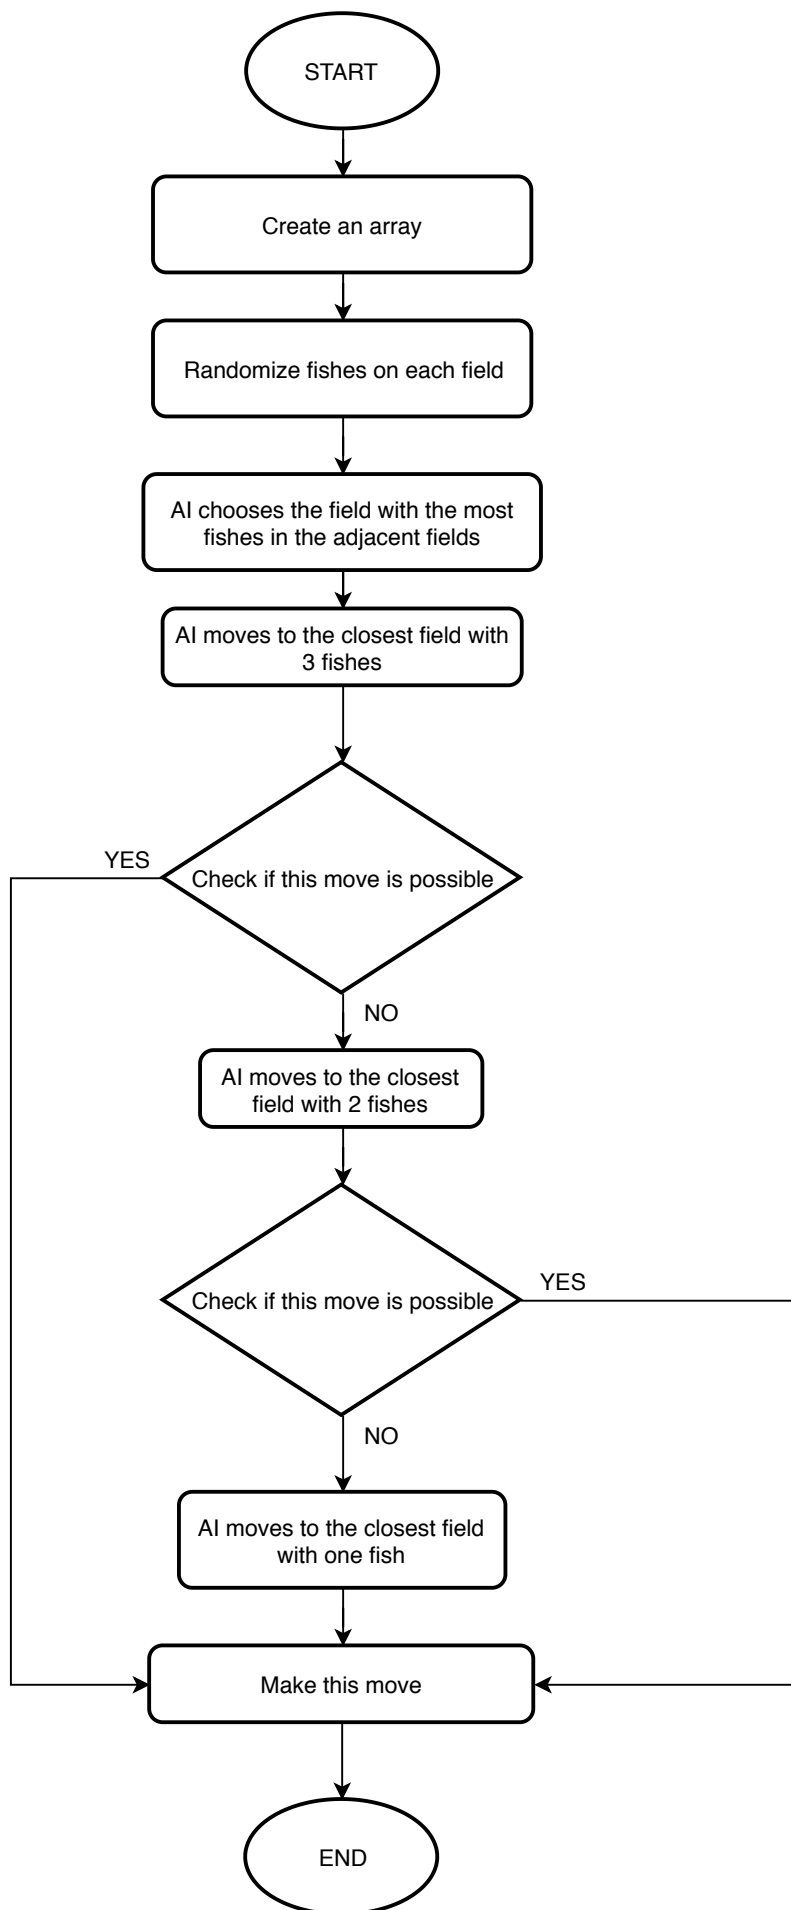 START
Create an array
Randomize fishes on each field
AI chooses the field with the most
fishes in the adjacent fields
AI moves to the closest field with
3 fishes
YES
Check if this move is possible
NO
AI moves to the closest
field with 2 fishes
YES
Check if this move is possible
NO
AI moves to the closest field
with one fish
Make this move
END